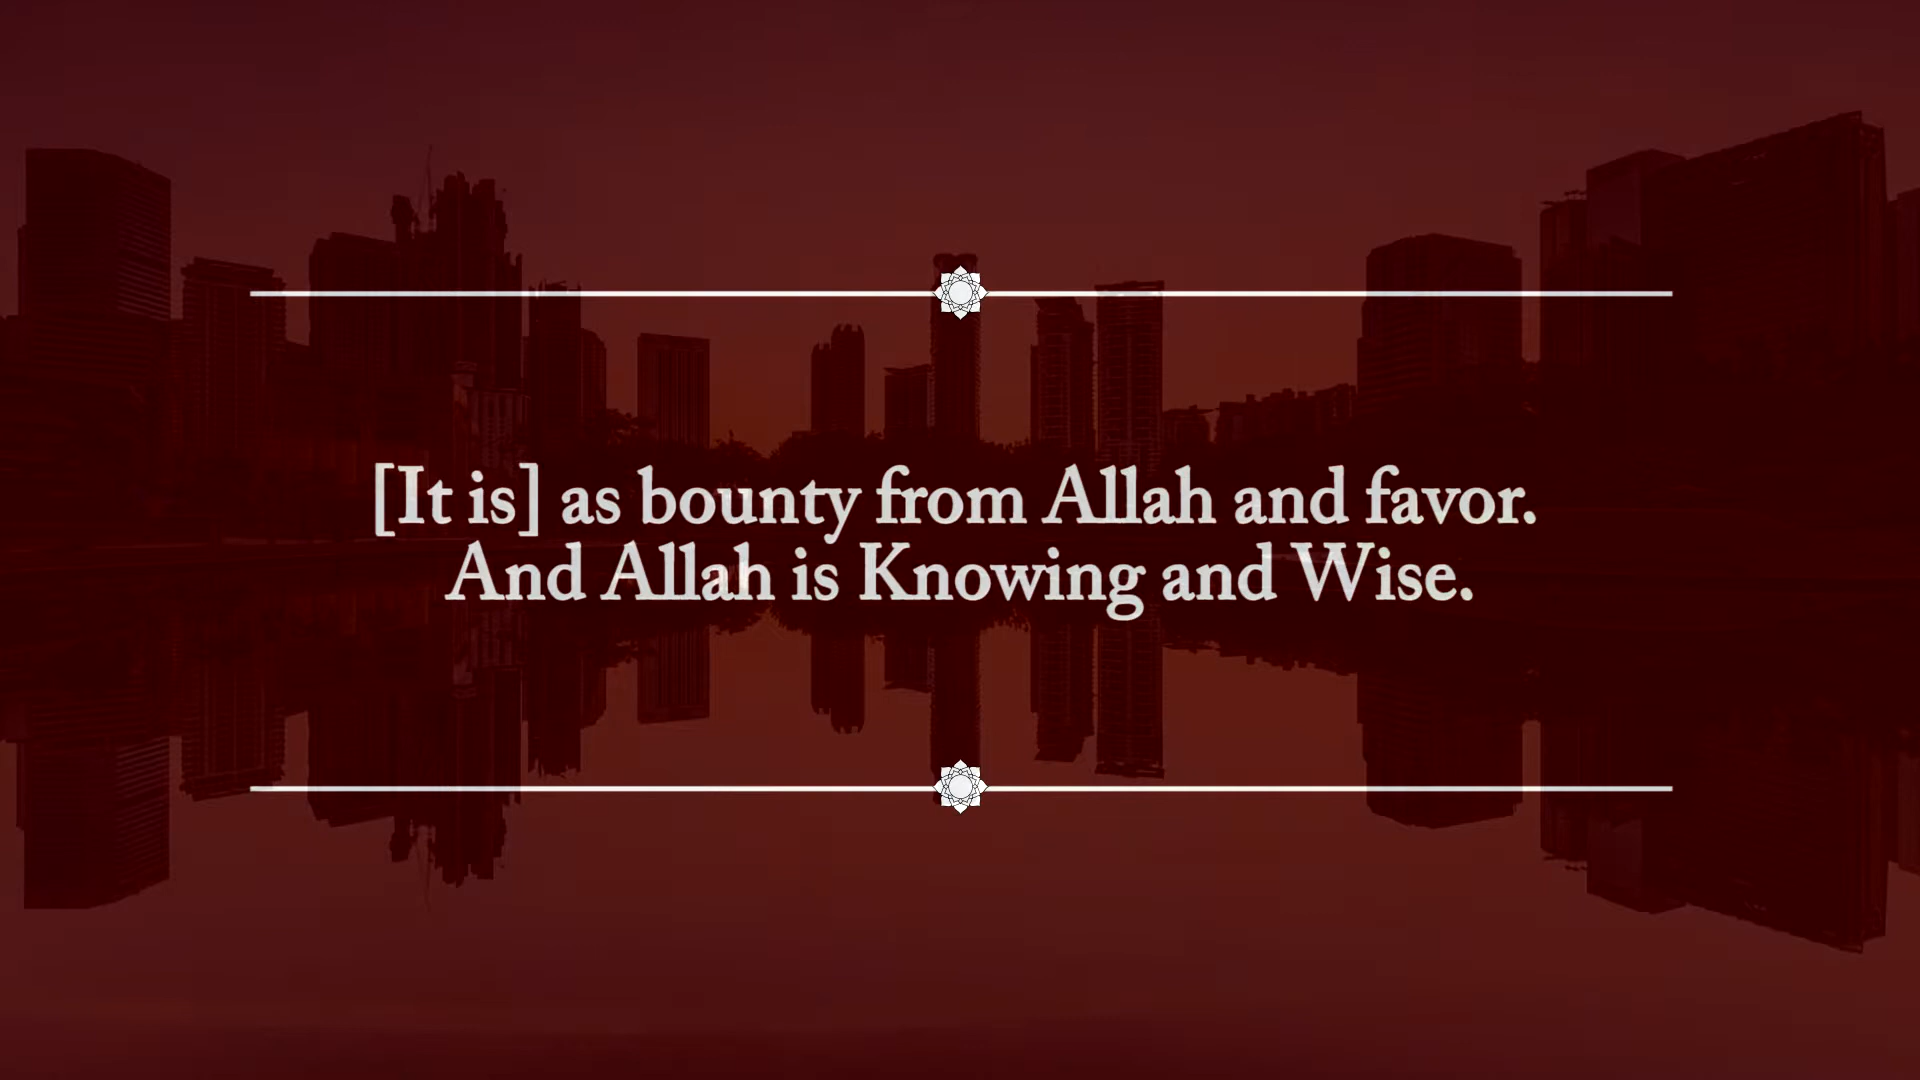 [It is] as bounty from Allah and favor.
And Allah is Knowing and Wise.